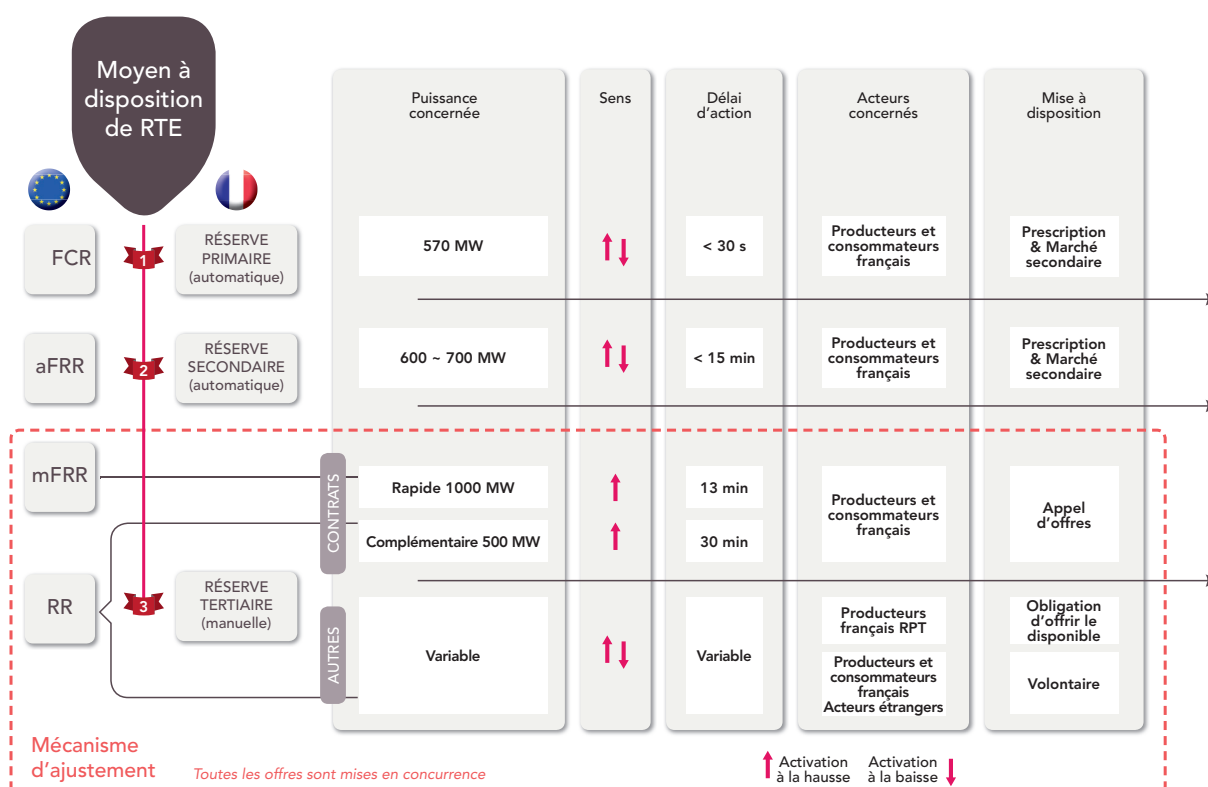 Moyen à
disposition
de RTE
Puissance
concernée
Sens
Délai
d'action
Acteurs
concernés
Mise à
disposition
FCR
1
RÉSERVE
PRIMAIRE
(automatique)
570 MW
< 30 s
Producteurs et
consommateurs
français
Prescription
& Marché
secondaire
aFRR
2
RÉSERVE
SECONDAIRE
(automatique)
600 ~ 700 MW
< 15 min
Producteurs et
consommateurs
français
Prescription
& Marché
secondaire
mFRR
CONTRATS
Rapide 1000 MW
13 min
Complémentaire 500 MW
30 min
Producteurs et
consommateurs
français
Appel
d'offres
RR
3
RÉSERVE
TERTIAIRE
(manuelle)
AUTRES
Variable
Variable
Producteurs
français RPT
Obligation
d'offrir le
disponible
Producteurs et
consommateurs
français
Acteurs étrangers
Volontaire
Mécanisme
d'ajustement
Toutes les offres sont mises en concurrence
Activation
à la hausse
Activation
à la baisse